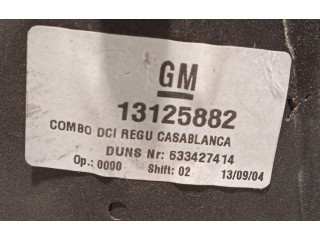 GM
13125882
COMBO DCI REGU CASABLANCA
DUNS Nr: 633427414
Op.: 0000 Shift: 02 13/09/04